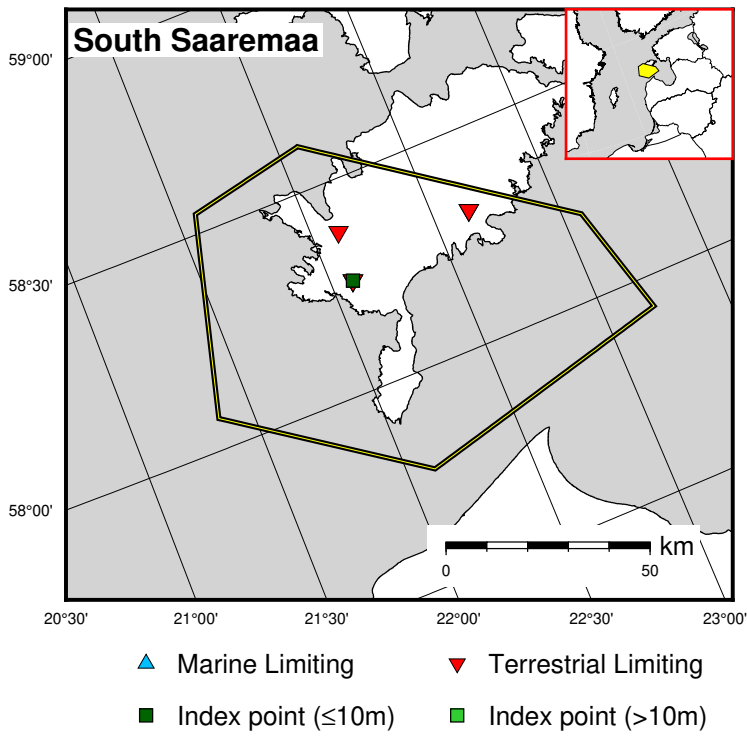 South Saaremaa
59°00'
58°30'
58°00'
km
0 50
20°30' 21°00' 21°30' 22°00' 22°30' 23°00'
Marine Limiting Terrestrial Limiting
Index point (≤10m) Index point (>10m)